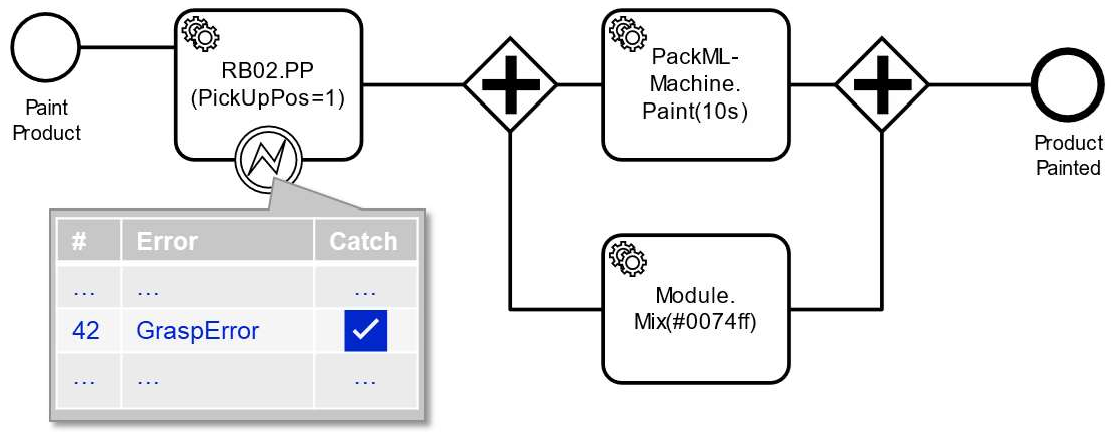 Paint
Product
RB02.PP
(PickUpPos=1)
PackML-
Machine.
Paint(10s)
Product
Painted
# Error Catch
... ... ...
42 GraspError
... ... ...
Module.
Mix(#0074ff)